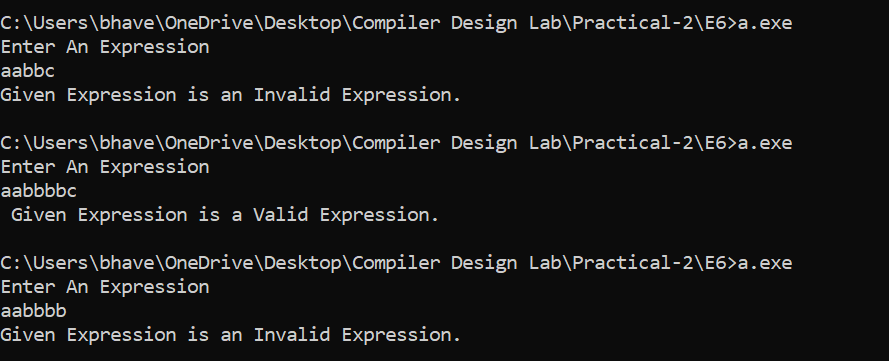 C:\Users\bhave\OneDrive\Desktop\Compiler Design Lab\Practical-2\E6>a.exe
Enter An Expression
aabbc
Given Expression is an Invalid Expression.
C:\Users\bhave\OneDrive\Desktop\Compiler Design Lab\Practical-2\E6>a.exe
Enter An Expression
aabbbbc
 Given Expression is a Valid Expression.
C:\Users\bhave\OneDrive\Desktop\Compiler Design Lab\Practical-2\E6>a.exe
Enter An Expression
aabbbb
Given Expression is an Invalid Expression.